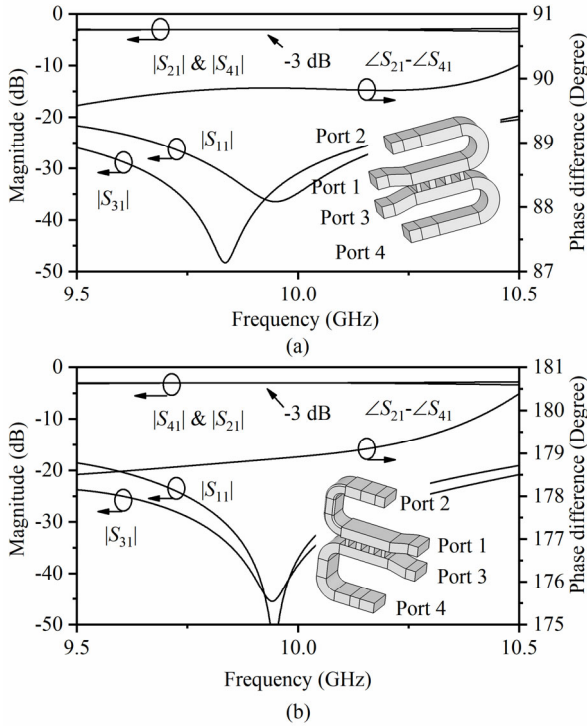 0
-10
-20
-30
-40
-50
Magnitude (dB)
91
90
89
88
87
Phase difference (Degree)
|S21| & |S41|
-3 dB
∠S21-∠S41
|S11|
|S31|
Port 2
Port 1
Port 3
Port 4
9.5
10.0
10.5
Frequency (GHz)
(a)
0
-10
-20
-30
-40
-50
Magnitude (dB)
181
180
179
178
177
176
175
Phase difference (Degree)
|S41| & |S21|
-3 dB
∠S21-∠S41
|S11|
|S31|
Port 2
Port 1
Port 3
Port 4
9.5
10.0
10.5
Frequency (GHz)
(b)